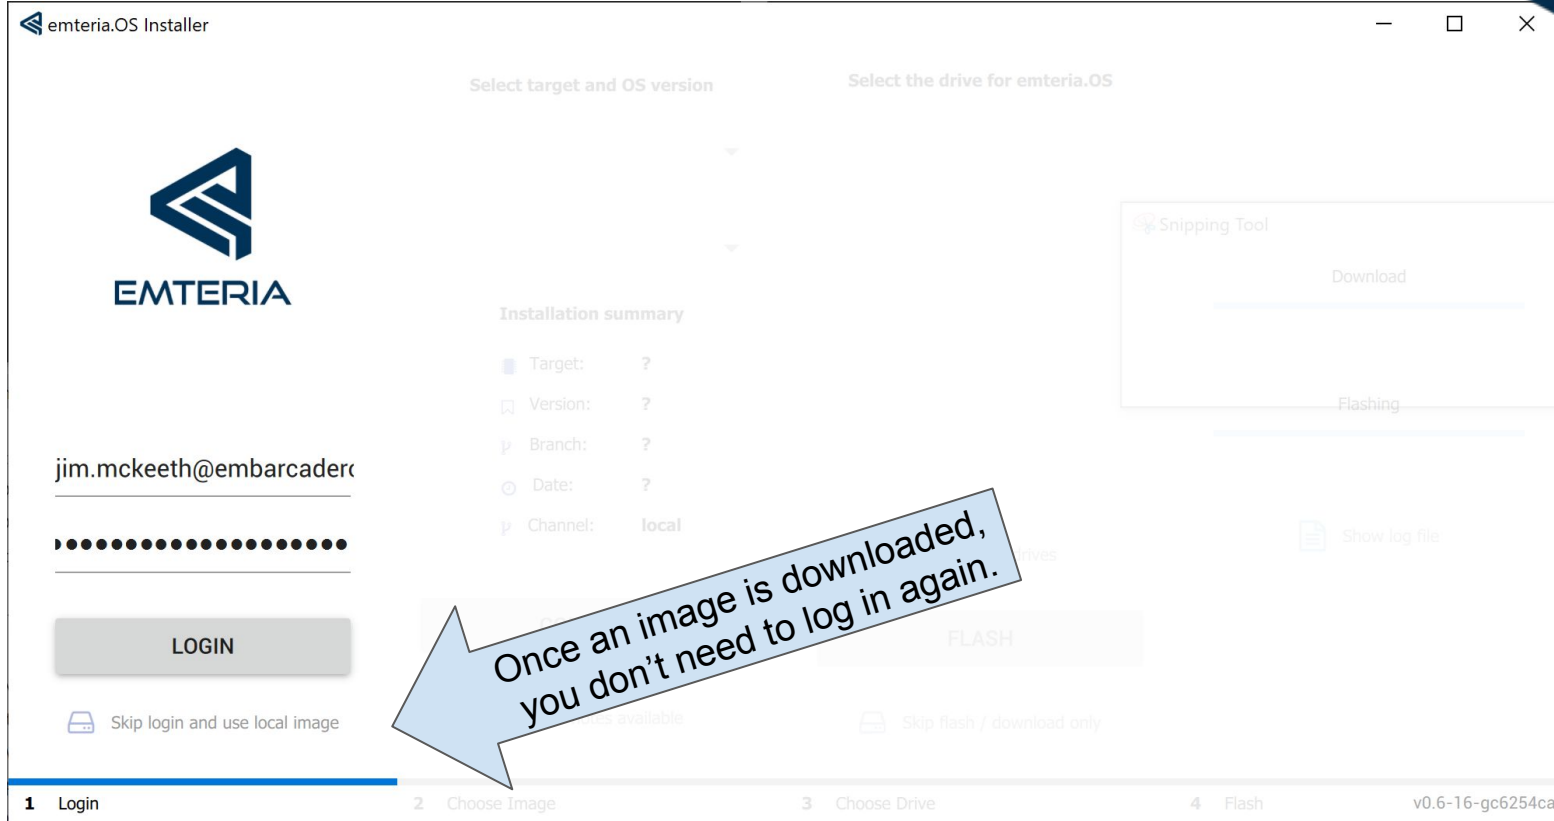 emteria.OS Installer
Select target and OS version
Select the drive for emteria.OS
Snipping Tool
Download
EMTERIA
Installation summary
Target: ?
Version: ?
Flashing
Branch: ?
jim.mckeeth@embarcader
Date: ?
Channel: local
Show log file
Once an image is downloaded,
you don't need to log in again.
LOGIN
FLASH
Skip login and use local image
available
Skip flash / download only
1 Login
2 Choose Image
3 Choose Drive
4 Flash
v0.6-16-gc6254ca